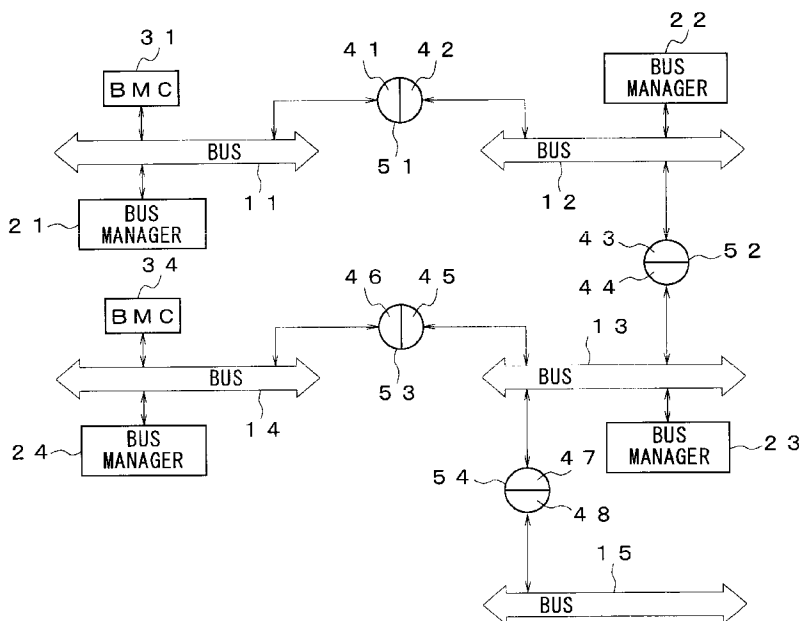 31
BMC
BUS
11
21
BUS
MANAGER
41 42
51
22
BUS
MANAGER
BUS
12
43
44
52
34
BMC
BUS
14
24
BUS
MANAGER
46 45
53
13
BUS
BUS
MANAGER
23
54
47
48
15
BUS